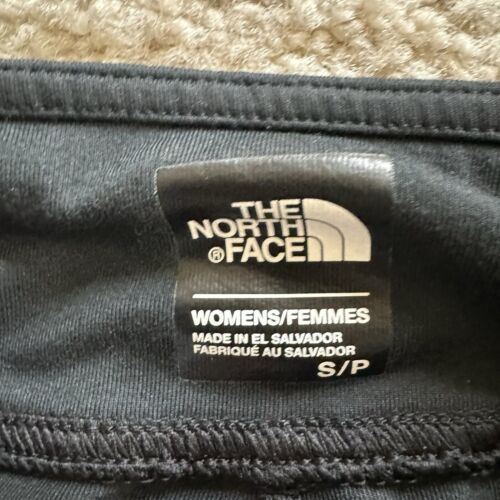 THE
NORTH
®FACE
WOMENS/FEMMES
MADE IN EL SALVADOR
FABRIQUÉ AU SALVADOR
S/P